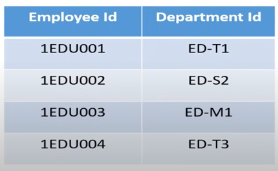 Employee Id Department Id
1EDU001 ED-T1
1EDU002 ED-S2
1EDU003 ED-M1
1EDU004 ED-T3